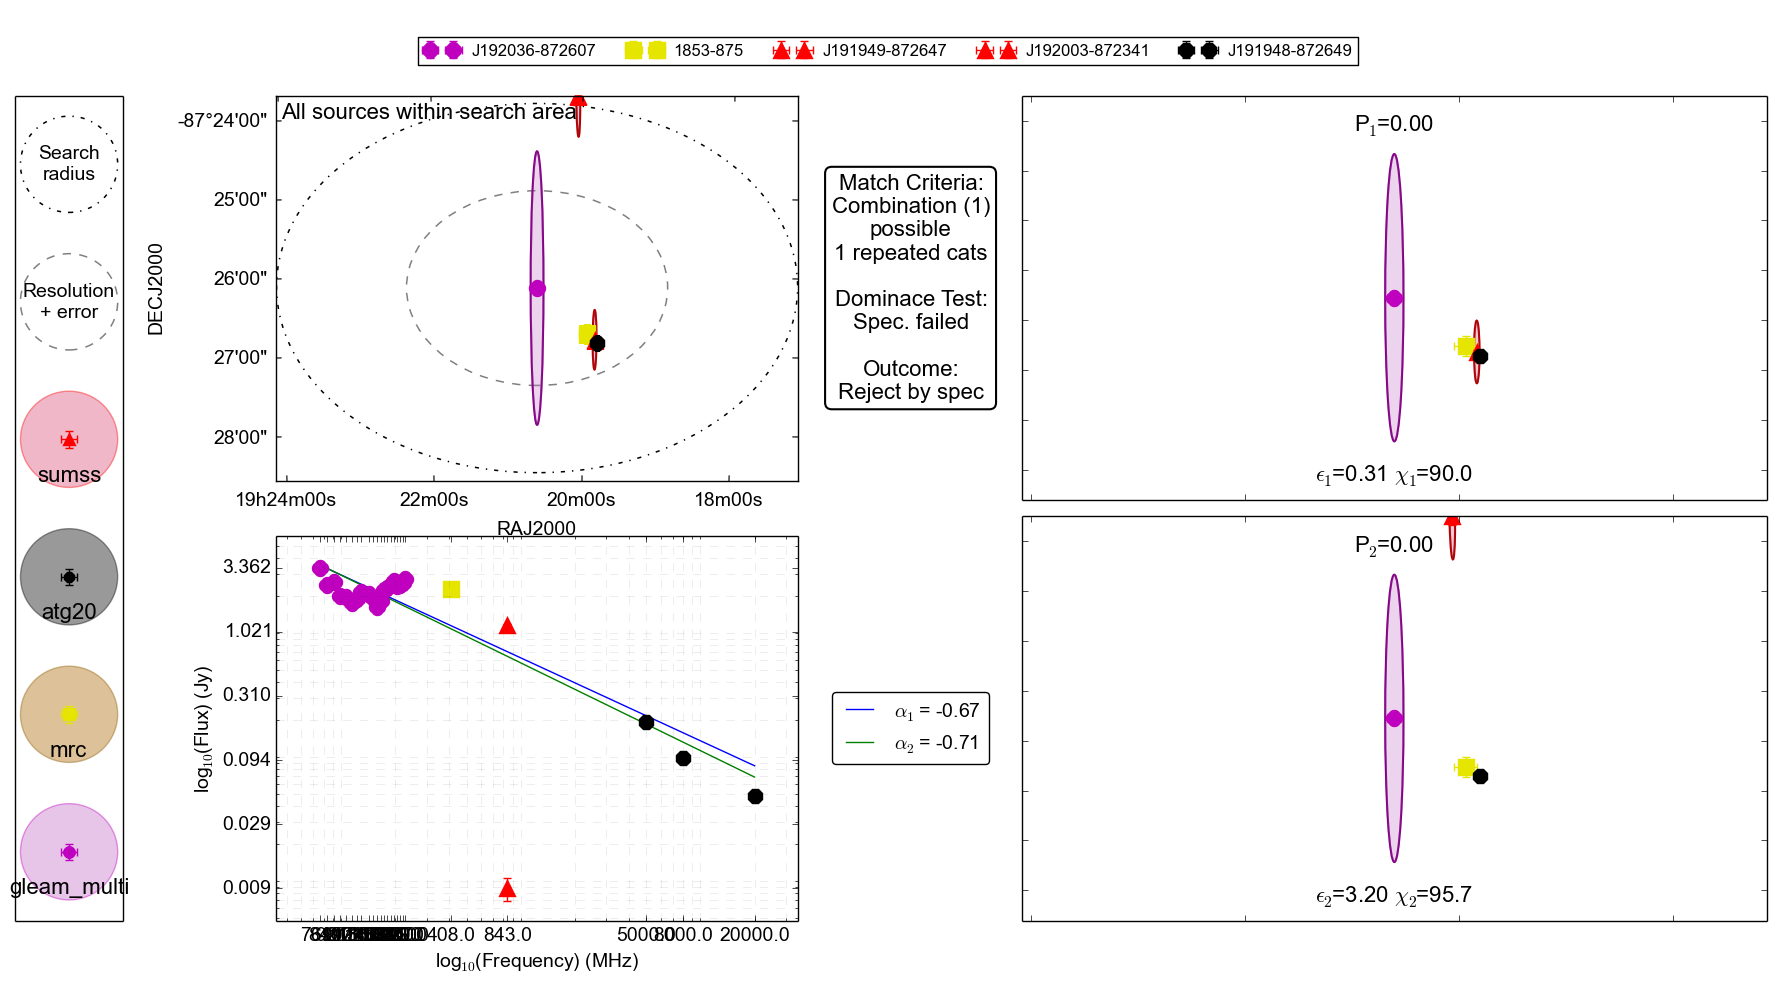 J192036-872607 1853-875 J191949-872647 J192003-872341 J191948-872649
Search
radius
Resolution
+ error
sumss
atg20
mrc
gleam_multi
All sources within search area
-87°24'00"
25'00"
26'00"
27'00"
28'00"
DECJ2000
19h24m00s 22m00s 20m00s 18m00s
RAJ2000
Match Criteria:
Combination (1)
possible
1 repeated cats
Dominace Test:
Spec. failed
Outcome:
Reject by spec
P₁=0.00
ϵ₁=0.31 χ₁=90.0
3.362
1.021
0.310
0.094
0.029
0.009
log₁₀(Flux) (Jy)
408.0 843.0 5000.0 8000.0 20000.0
log₁₀(Frequency) (MHz)
α₁ = -0.67
α₂ = -0.71
P₂=0.00
ϵ₂=3.20 χ₂=95.7